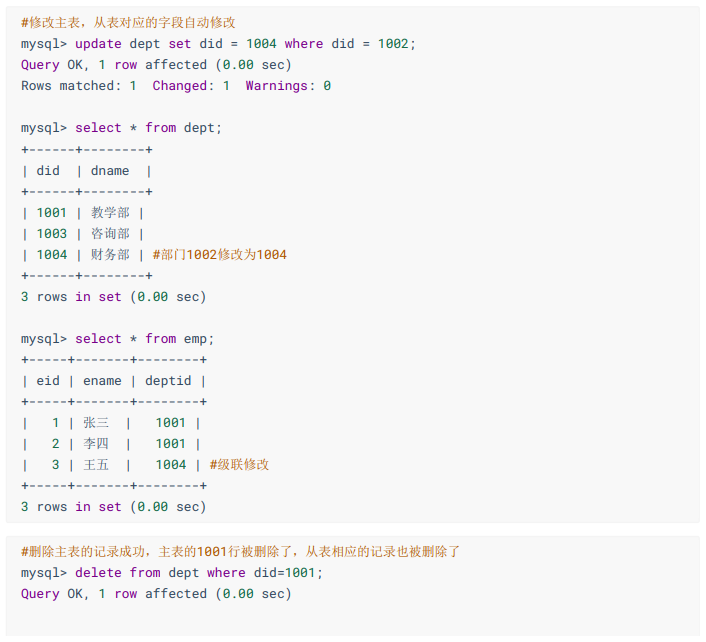 #修改主表，从表对应的字段自动修改
mysql> update dept set did = 1004 where did = 1002;
Query OK, 1 row affected (0.00 sec)
Rows matched: 1  Changed: 1  Warnings: 0
mysql> select * from dept;
+------+--------+
| did  | dname  |
+------+--------+
| 1001 | 教学部 |
| 1003 | 咨询部 |
| 1004 | 财务部 | #部门1002修改为1004
+------+--------+
3 rows in set (0.00 sec)
mysql> select * from emp;
+-----+-------+--------+
| eid | ename | deptid |
+-----+-------+--------+
|   1 | 张三  |   1001 |
|   2 | 李四  |   1001 |
|   3 | 王五  |   1004 | #级联修改
+-----+-------+--------+
3 rows in set (0.00 sec)
#删除主表的记录成功，主表的1001行被删除了，从表相应的记录也被删除了
mysql> delete from dept where did=1001;
Query OK, 1 row affected (0.00 sec)